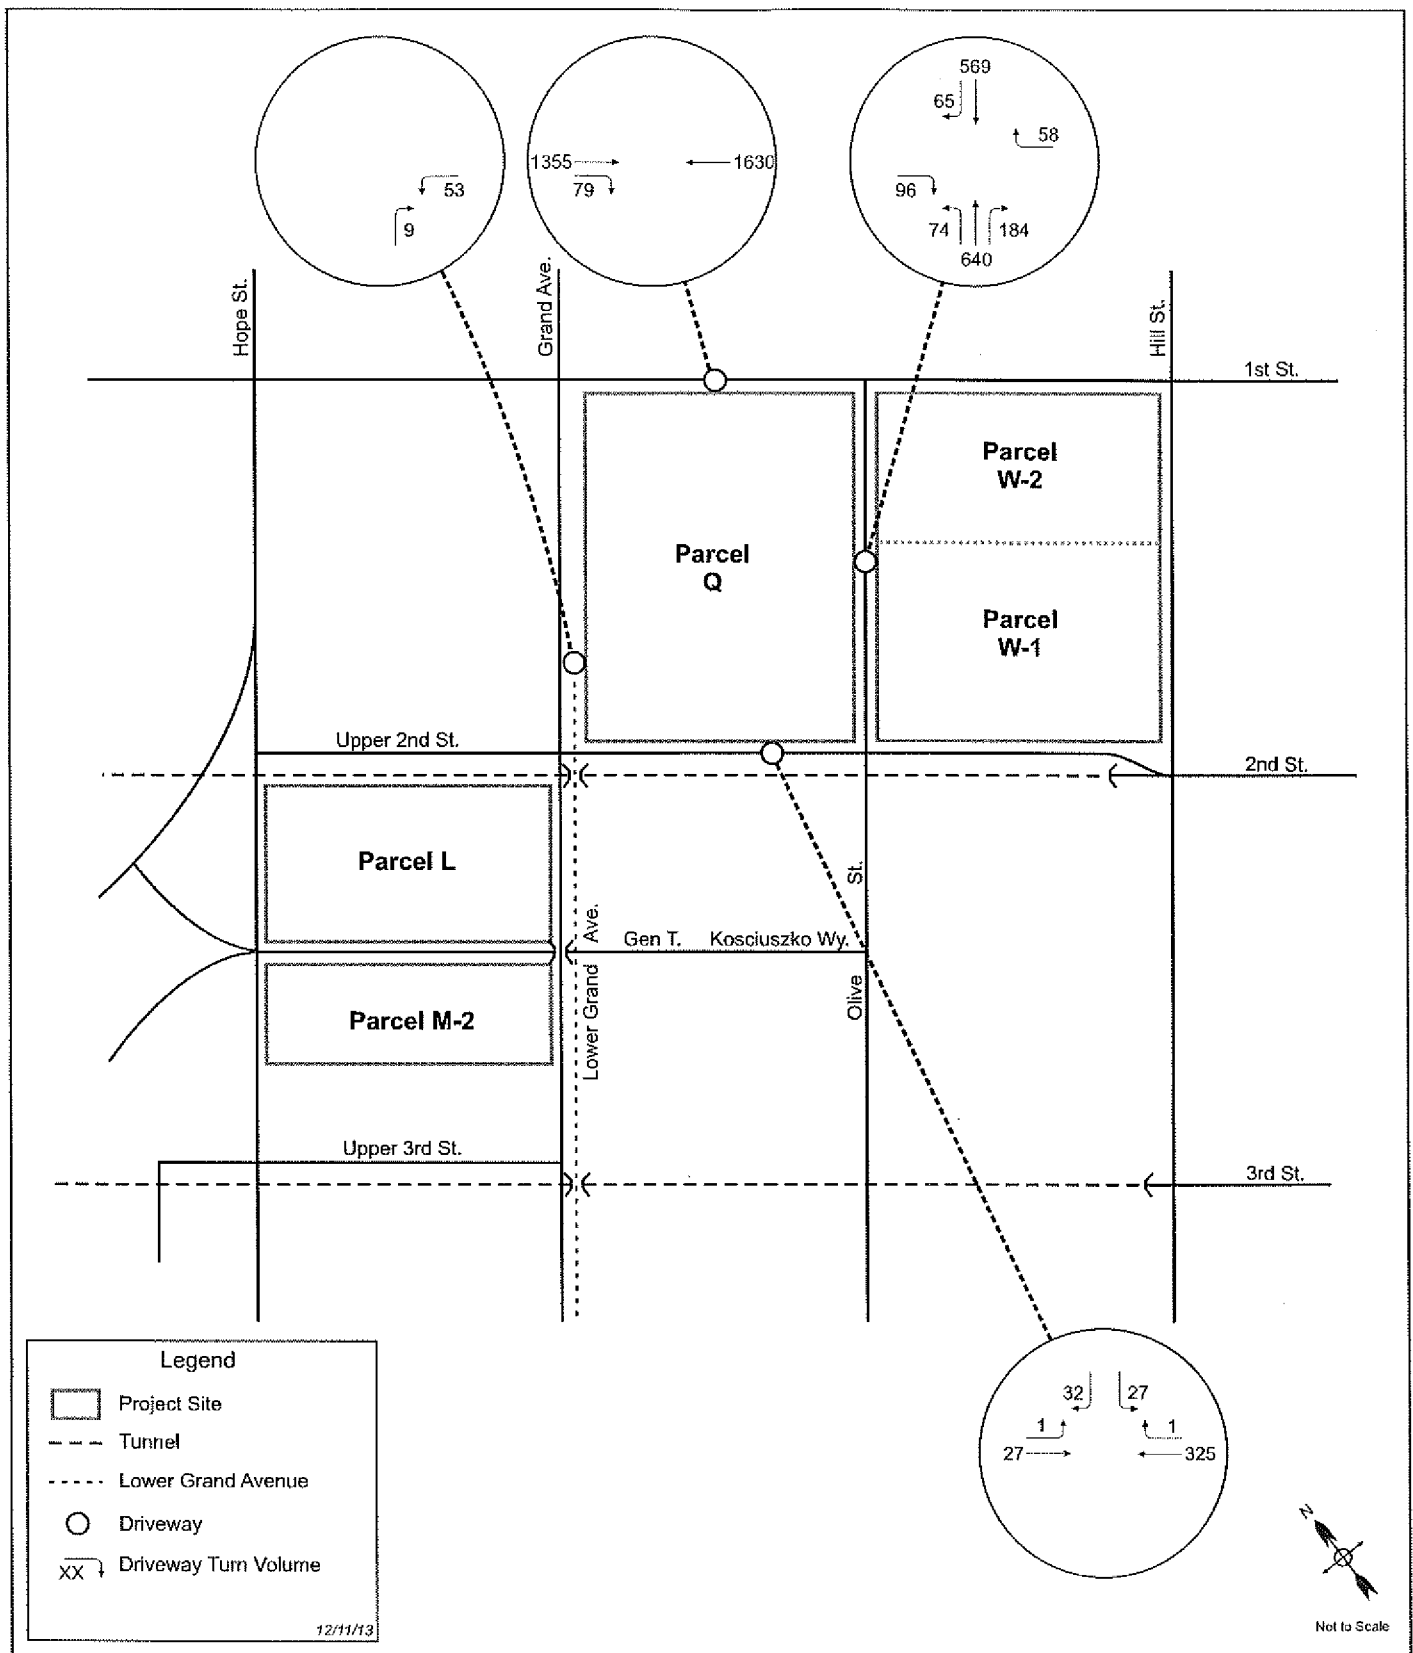 569
65
58
1355
1630
53
79
96
9
74
184
640
Hope St.
Grand Ave.
Hill St.
1st St.
Parcel
W-2
Parcel
Q
Parcel
W-1
Upper 2nd St.
2nd St.
Parcel L
Gen T. Kosciuszko Wy.
Lower Grand Ave.
Olive St.
Parcel M-2
Upper 3rd St.
3rd St.
Legend
Project Site
Tunnel
Lower Grand Avenue
Driveway
XX Driveway Turn Volume
12/11/13
32
27
1
1
27
325
N
Not to Scale